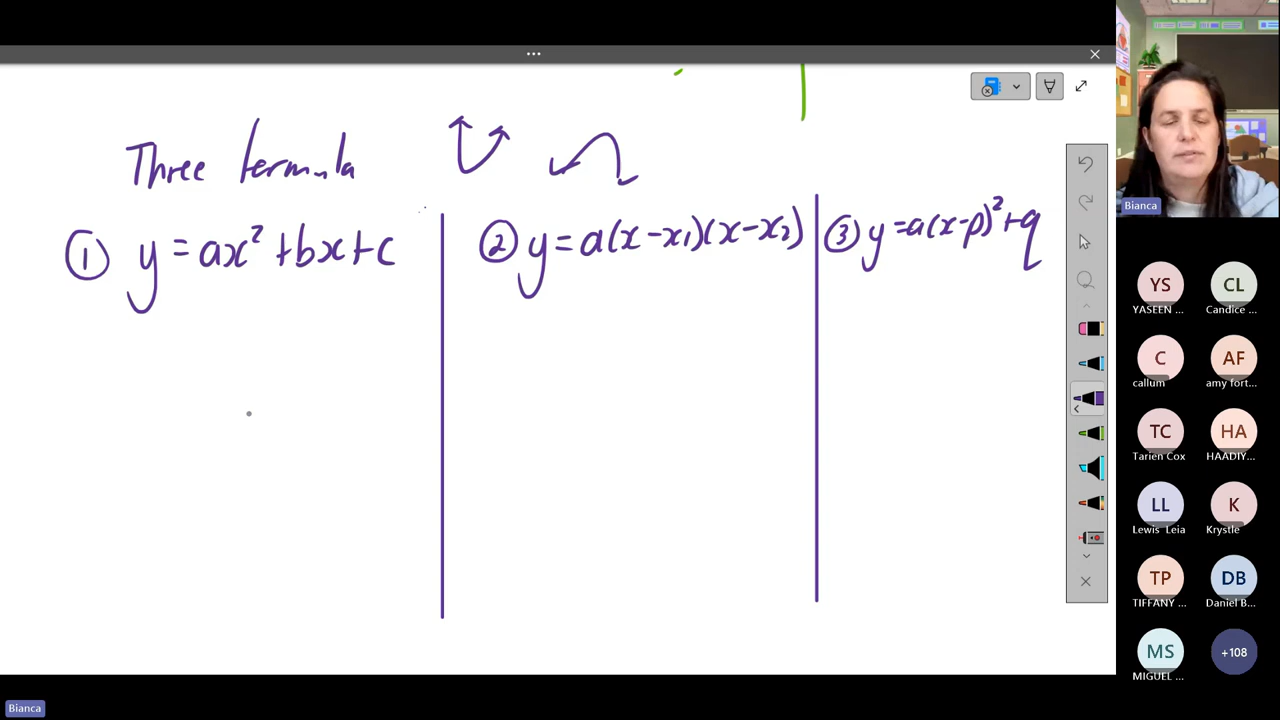 Three formula
① y = ax² + bx + c
② y = a(x - x₁)(x - x₂)
③ y = a(x - p)² + q
Bianca
YS
CL
YASEEN ...
Candice ...
C
AF
callum
amy fort...
TC
HA
Tarien Cox
HAADIY...
LL
K
Lewis Leia
Krystle
TP
DB
TIFFANY ...
Daniel B...
MS
+108
MIGUEL ...
Bianca